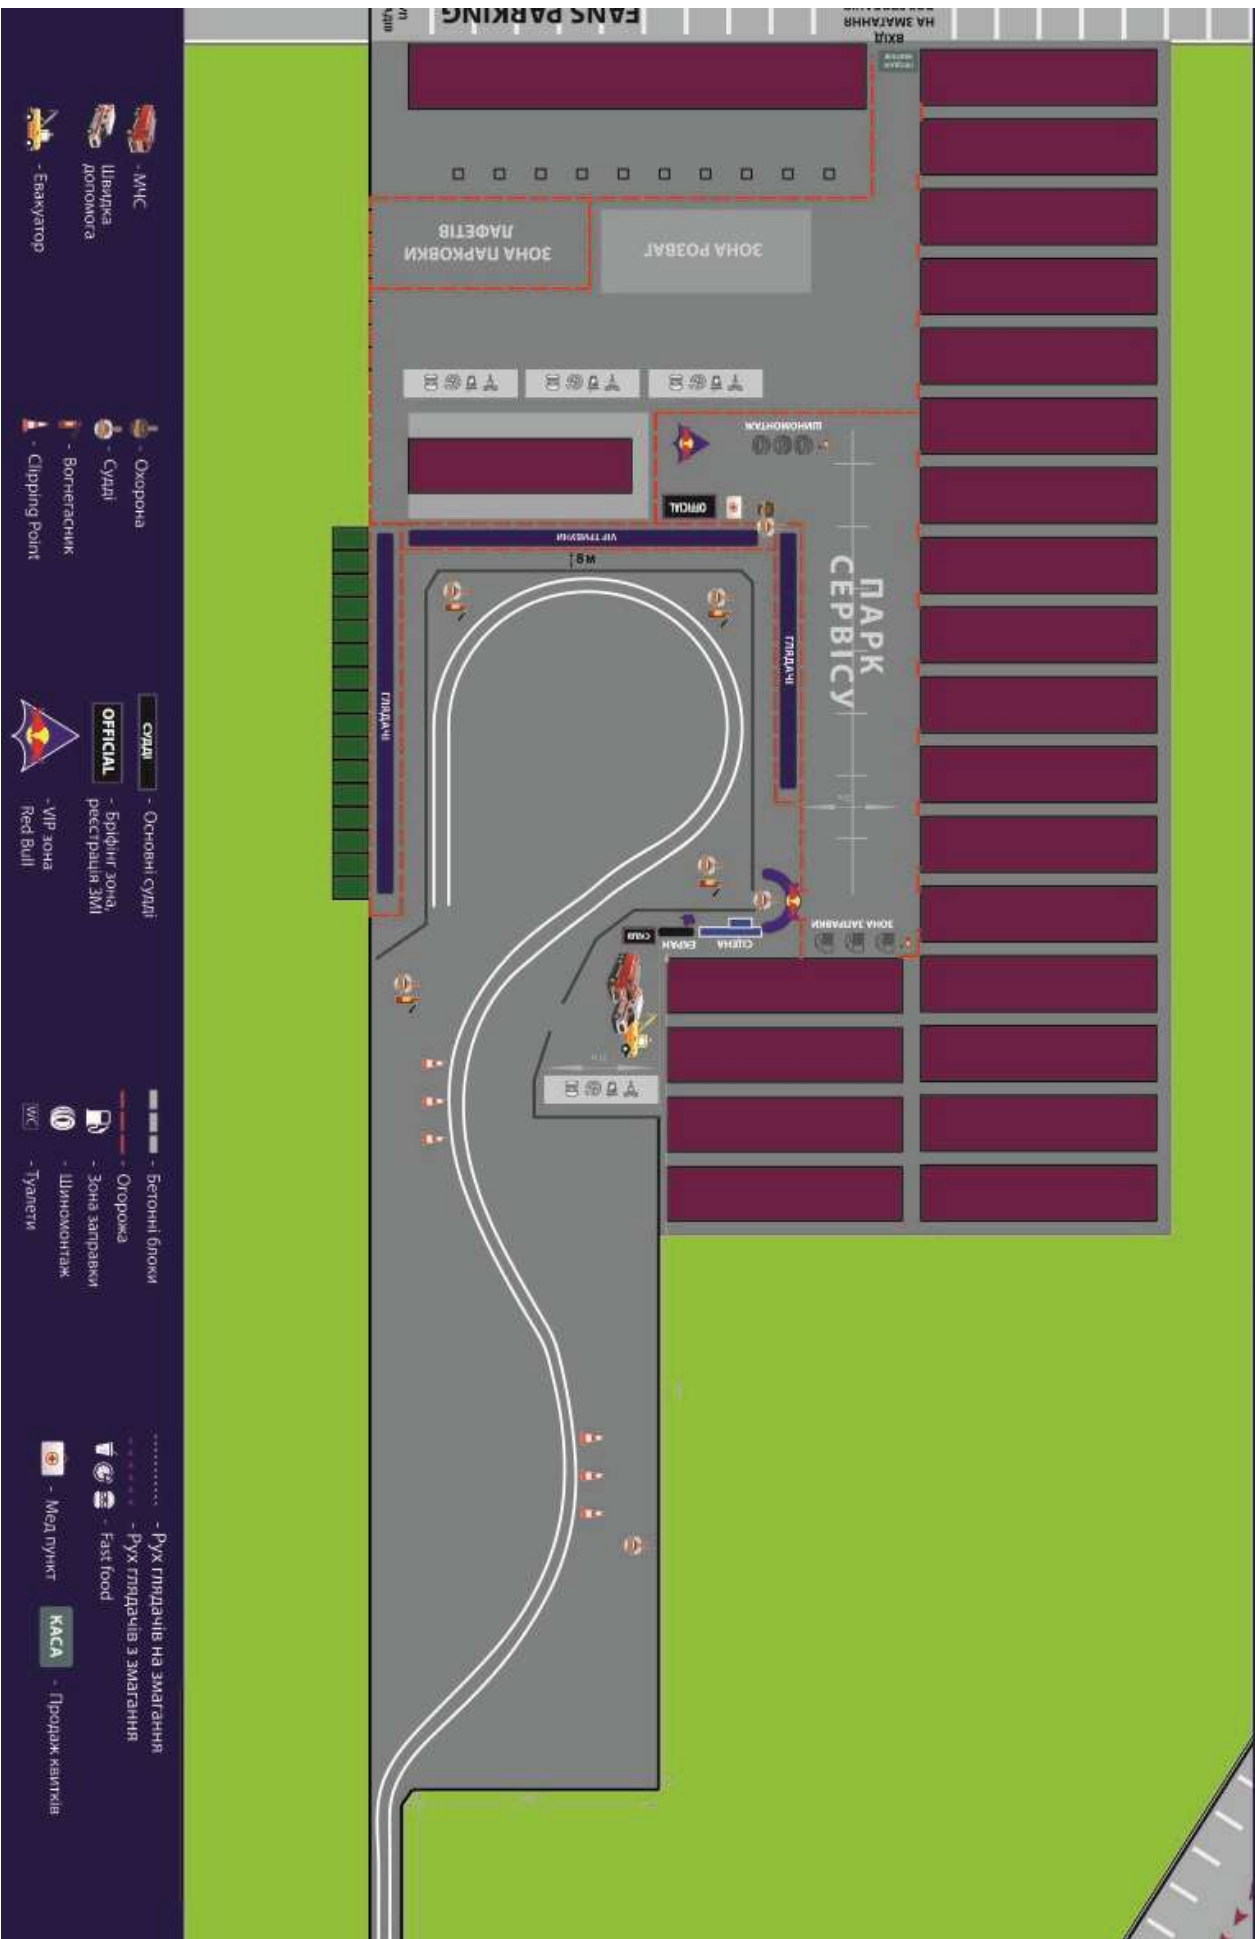 FANS PARKING
ВХІД
НА ЗМАГАННЯ
ЗОНА ПАРКОВКИ
ЛАФЕТІВ
ЗОНА РОЗВАГ
ШИНОМОНТАЖ
OFFICIAL
VIP ТРИБУНИ
8 м
ГЛЯДАЧІ
ГЛЯДАЧІ
ПАРК
СЕРВІСУ
ЗОНА ЗАПРАВКИ
СУДДІ
ЕКРАН
СЦЕНА
- МЧС
- Швидка
допомога
- Евакуатор
- Охорона
- Судді
- Вогнегасник
- Clipping Point
СУДДІ
- Основні судді
OFFICIAL
- Бріфінг зона,
реєстрація ЗМІ
- VIP зона
Red Bull
- Бетонні блоки
- Огорожа
- Зона заправки
- Шиномонтаж
WC
- Туалети
- Рух глядачів на змагання
- Рух глядачів з змагання
- Fast food
- Мед пункт
КАСА
- Продаж квитків